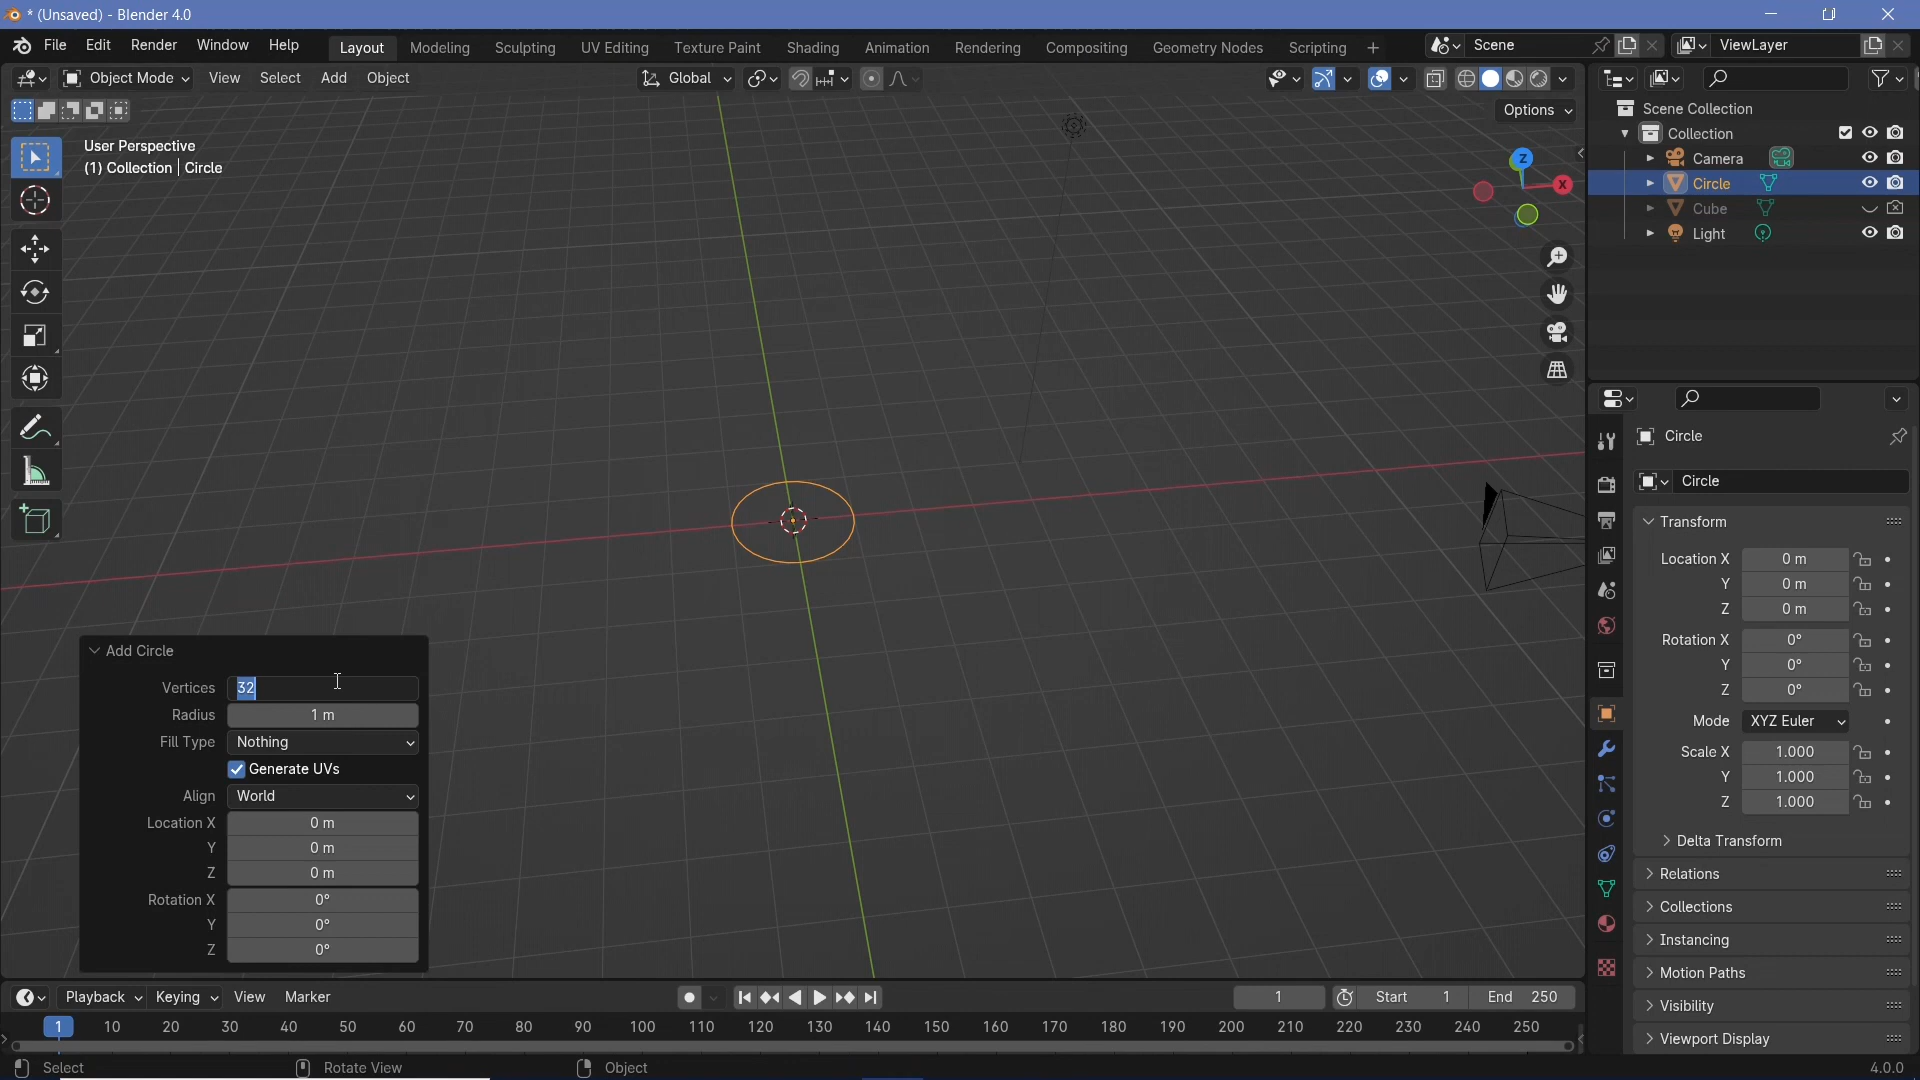 * (Unsaved) - Blender 4.0
File Edit Render Window Help Layout Modeling Sculpting UV Editing Texture Paint Shading Animation Rendering Compositing Geometry Nodes Scripting + Scene ViewLayer
Object Mode View Select Add Object Global
Options
User Perspective
(1) Collection | Circle
Z
X
Scene Collection
Collection
Camera
Circle
Cube
Light
Circle
Circle
Transform
Location X 0 m
Y 0 m
Z 0 m
Rotation X 0°
Y 0°
Z 0°
Mode XYZ Euler
Scale X 1.000
Y 1.000
Z 1.000
Delta Transform
Relations
Collections
Instancing
Motion Paths
Visibility
Viewport Display
Add Circle
Vertices 32
Radius 1 m
Fill Type Nothing
Generate UVs
Align World
Location X 0 m
Y 0 m
Z 0 m
Rotation X 0°
Y 0°
Z 0°
Playback Keying View Marker 1 Start 1 End 250
1 10 20 30 40 50 60 70 80 90 100 110 120 130 140 150 160 170 180 190 200 210 220 230 240 250
Select Rotate View Object 4.0.0